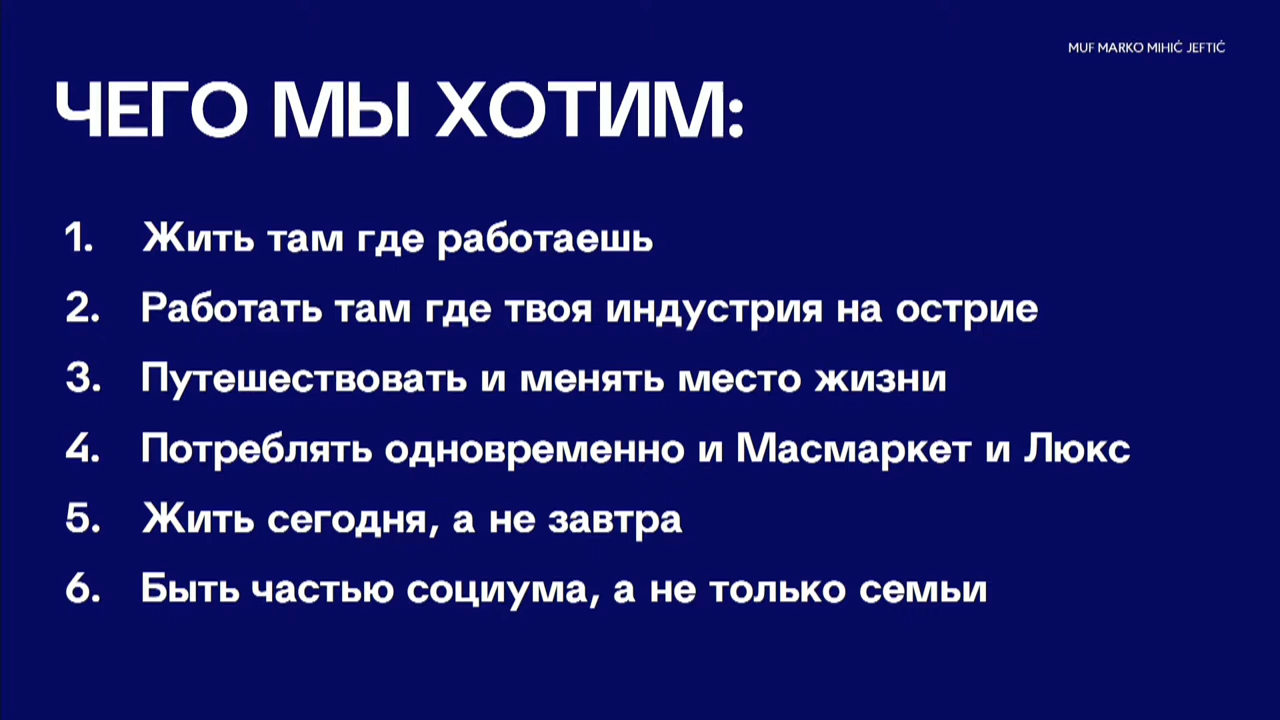 MUF MARKO MIHIĆ JEFTIĆ
ЧЕГО МЫ ХОТИМ:
1. Жить там где работаешь
2. Работать там где твоя индустрия на острие
3. Путешествовать и менять место жизни
4. Потреблять одновременно и Масмаркет и Люкс
5. Жить сегодня, а не завтра
6. Быть частью социума, а не только семьи